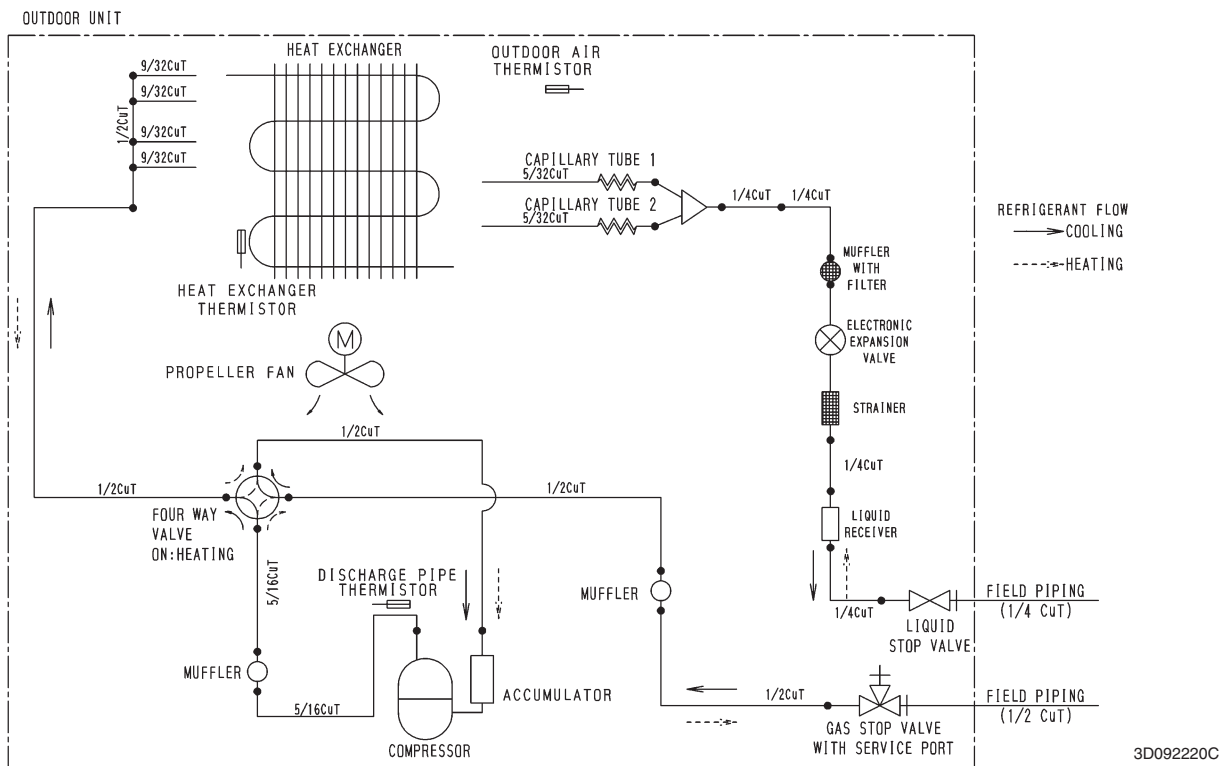 OUTDOOR UNIT
HEAT EXCHANGER
OUTDOOR AIR
THERMISTOR
9/32CuT
9/32CuT
1/2CuT
9/32CuT
9/32CuT
CAPILLARY TUBE 1
5/32CuT
CAPILLARY TUBE 2
5/32CuT
1/4CuT
1/4CuT
REFRIGERANT FLOW
COOLING
HEATING
MUFFLER
WITH
FILTER
HEAT EXCHANGER
THERMISTOR
ELECTRONIC
EXPANSION
VALVE
M
PROPELLER FAN
STRAINER
1/2CuT
1/4CuT
1/2CuT
1/2CuT
FOUR WAY
VALVE
ON:HEATING
LIQUID
RECEIVER
5/16CuT
DISCHARGE PIPE
THERMISTOR
MUFFLER
1/4CuT
LIQUID
STOP VALVE
FIELD PIPING
(1/4 CuT)
MUFFLER
5/16CuT
COMPRESSOR
ACCUMULATOR
1/2CuT
GAS STOP VALVE
WITH SERVICE PORT
FIELD PIPING
(1/2 CuT)
3D092220C